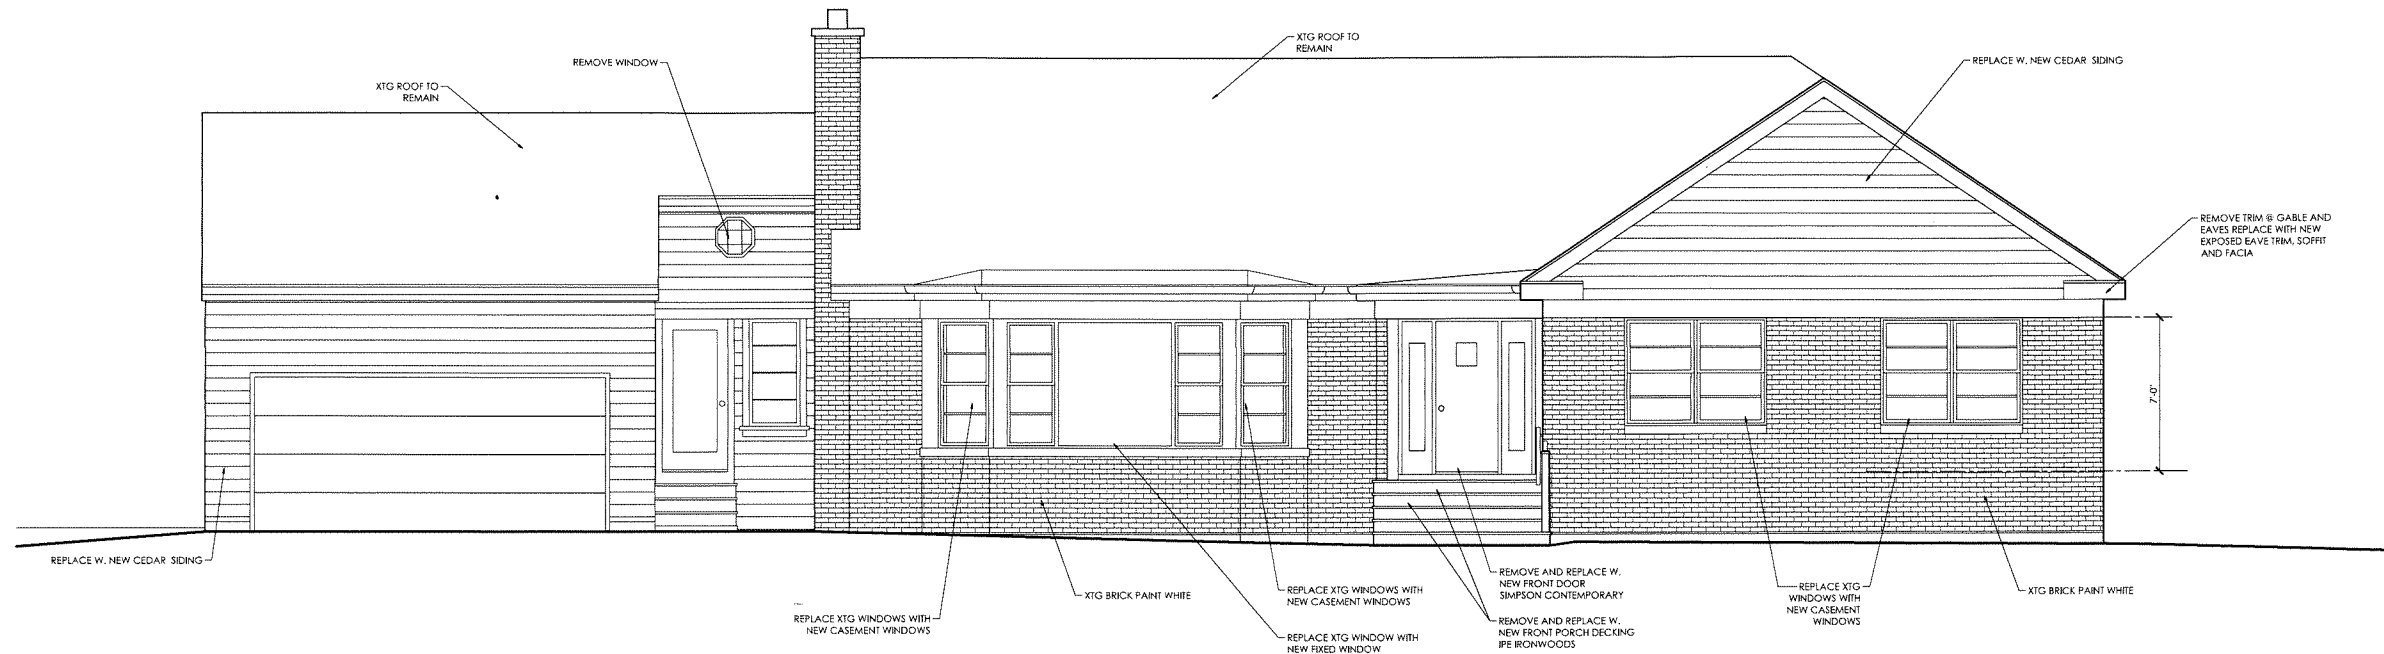 XTG ROOF TO
REMAIN
REMOVE WINDOW
XTG ROOF TO
REMAIN
REPLACE W. NEW CEDAR SIDING
REMOVE TRIM @ GABLE AND
EAVES REPLACE WITH NEW
EXPOSED EAVE TRIM, SOFFIT
AND FACIA
7'-0"
REPLACE W. NEW CEDAR SIDING
REPLACE XTG WINDOWS WITH
NEW CASEMENT WINDOWS
XTG BRICK PAINT WHITE
REPLACE XTG WINDOWS WITH
NEW CASEMENT WINDOWS
REPLACE XTG WINDOW WITH
NEW FIXED WINDOW
REMOVE AND REPLACE W.
NEW FRONT DOOR
SIMPSON CONTEMPORARY
REMOVE AND REPLACE W.
NEW FRONT PORCH DECKING
IPE IRONWOODS
REPLACE XTG
WINDOWS WITH
NEW CASEMENT
WINDOWS
XTG BRICK PAINT WHITE